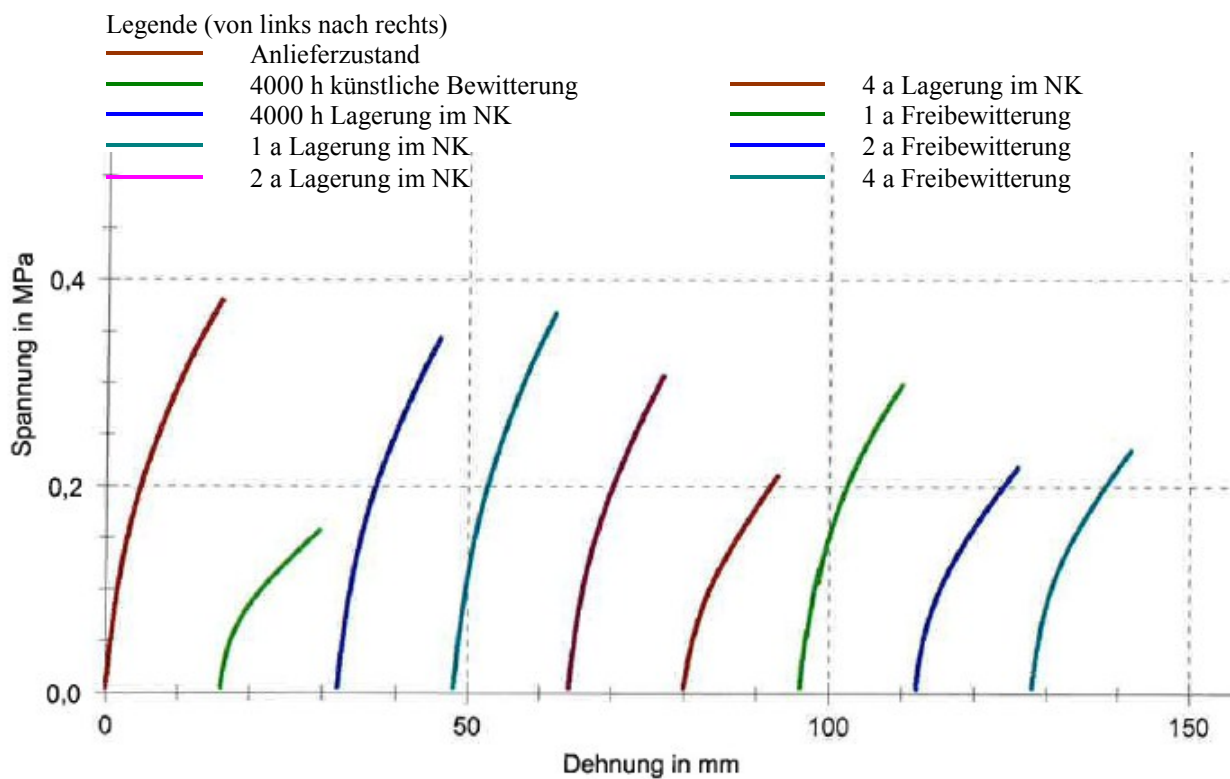 Legende (von links nach rechts)
Anlieferzustand
4000 h künstliche Bewitterung
4000 h Lagerung im NK
1 a Lagerung im NK
2 a Lagerung im NK
4 a Lagerung im NK
1 a Freibewitterung
2 a Freibewitterung
4 a Freibewitterung
Spannung in MPa
0,4
0,2
0,0
0 50 100 150
Dehnung in mm